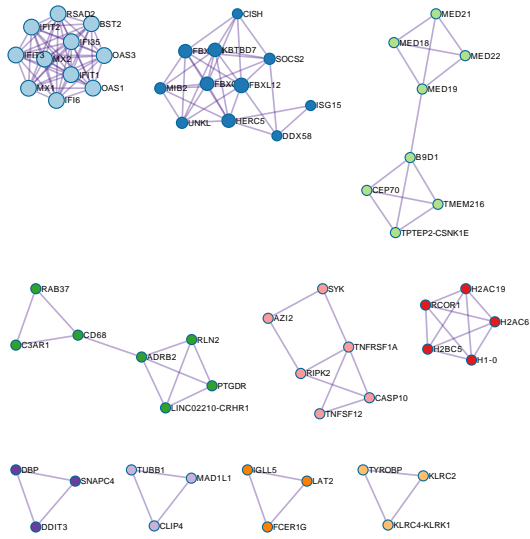 RSAD2
BST2
IFIT2
IFI35
OAS3
IFIT3
MX2
IFIT1
MX1
OAS1
IFI6
CISH
KBTBD7
SOCS2
MIB2
FBXL12
ISG15
UNKL
HERC5
DDX58
MED21
MED18
MED22
MED19
B9D1
CEP70
TMEM216
TPTEP2-CSNK1E
RAB37
C3AR1
CD68
RLN2
ADRB2
PTGDR
LINC02210-CRHR1
SYK
AZI2
TNFRSF1A
RIPK2
CASP10
TNFSF12
H2AC19
RCOR1
H2AC6
H2BC5
H1-0
DBP
SNAPC4
DDIT3
TUBB1
MAD1L1
CLIP4
IGLL5
LAT2
FCER1G
TYROBP
KLRC2
KLRC4-KLRK1